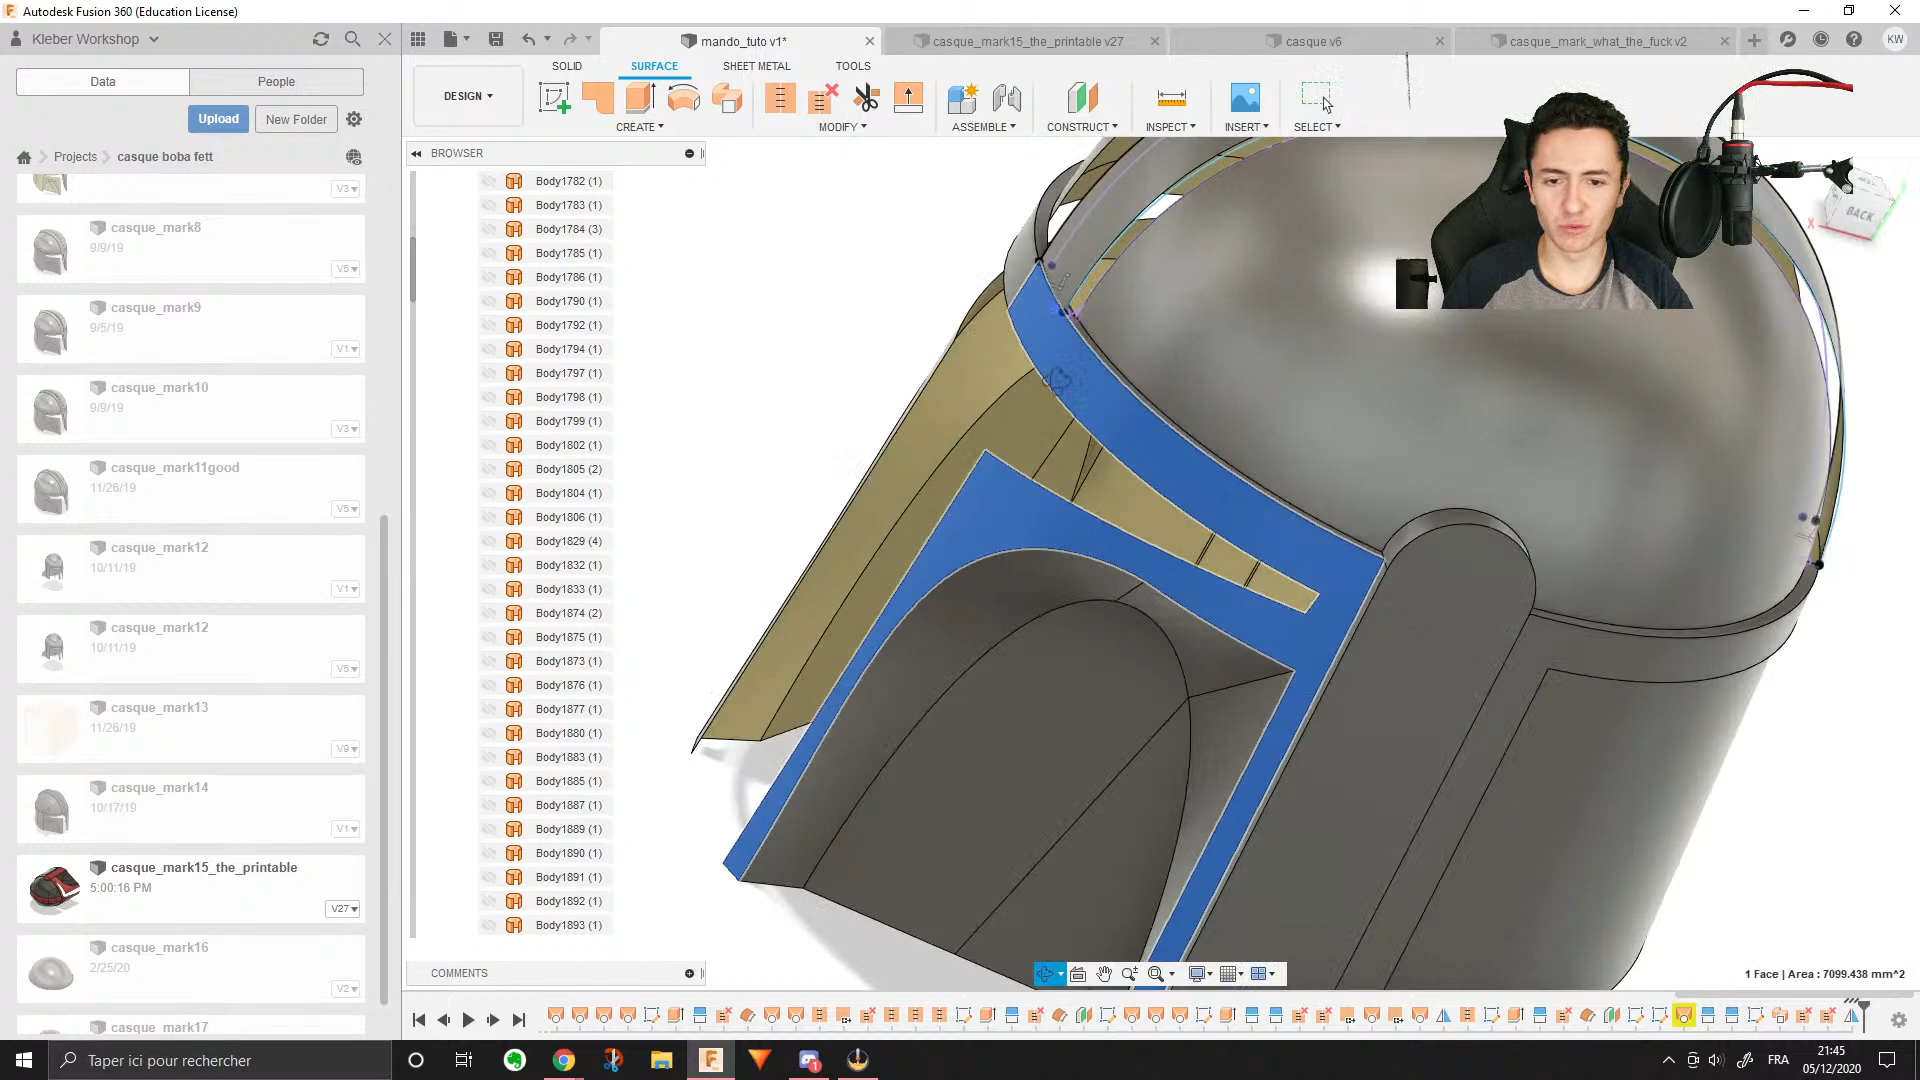 Autodesk Fusion 360 (Education License)
Kleber Workshop
Data
People
Upload
New Folder
Projects
casque boba fett
V3
casque_mark8
9/9/19
V5
casque_mark9
9/5/19
V1
casque_mark10
9/9/19
V3
casque_mark11good
11/26/19
V5
casque_mark12
10/11/19
V1
casque_mark12
10/11/19
V5
casque_mark13
11/26/19
V9
casque_mark14
10/17/19
V1
casque_mark15_the_printable
5:00:16 PM
V27
casque_mark16
2/25/20
V2
casque_mark17
mando_tuto v1*
casque_mark15_the_printable v27
casque v6
casque_mark_what_the_fuck v2
KW
SOLID
SURFACE
SHEET METAL
TOOLS
DESIGN
CREATE
MODIFY
ASSEMBLE
CONSTRUCT
INSPECT
INSERT
SELECT
BROWSER
Body1782 (1)
Body1783 (1)
Body1784 (3)
Body1785 (1)
Body1786 (1)
Body1790 (1)
Body1792 (1)
Body1794 (1)
Body1797 (1)
Body1798 (1)
Body1799 (1)
Body1802 (1)
Body1805 (2)
Body1804 (1)
Body1806 (1)
Body1829 (4)
Body1832 (1)
Body1833 (1)
Body1874 (2)
Body1875 (1)
Body1873 (1)
Body1876 (1)
Body1877 (1)
Body1880 (1)
Body1883 (1)
Body1885 (1)
Body1887 (1)
Body1889 (1)
Body1890 (1)
Body1891 (1)
Body1892 (1)
Body1893 (1)
BACK
X
COMMENTS
1 Face | Area : 7099.438 mm^2
Taper ici pour rechercher
1
FRA
21:45
05/12/2020